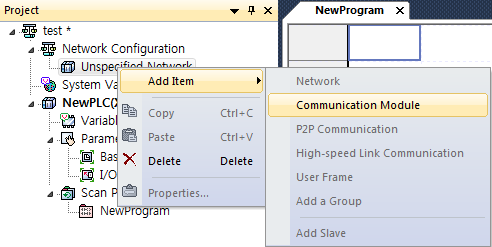 Project
test *
Network Configuration
Unspecified Network
System Varia
NewPLC(X
Variabl
Parame
Bas
I/O
Scan P
NewProgram
Add Item
Copy Ctrl+C
Paste Ctrl+V
Delete Delete
Properties...
NewProgram
Network
Communication Module
P2P Communication
High-speed Link Communication
User Frame
Add a Group
Add Slave